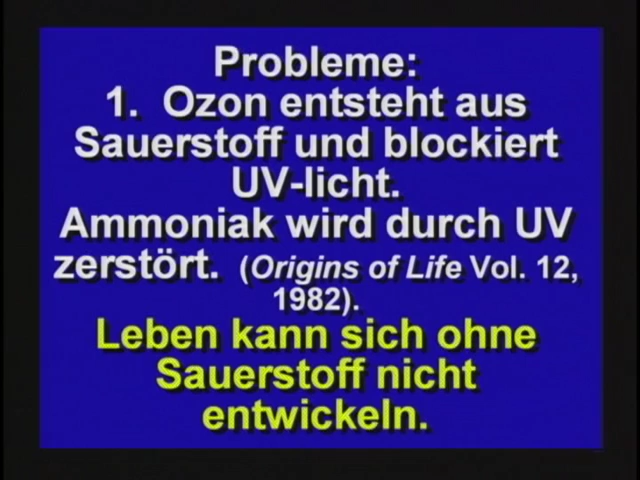 Probleme:
1. Ozon entsteht aus
Sauerstoff und blockiert
UV-licht.
Ammoniak wird durch UV
zerstört. (Origins of Life Vol. 12,
1982).
Leben kann sich ohne
Sauerstoff nicht
entwickeln.